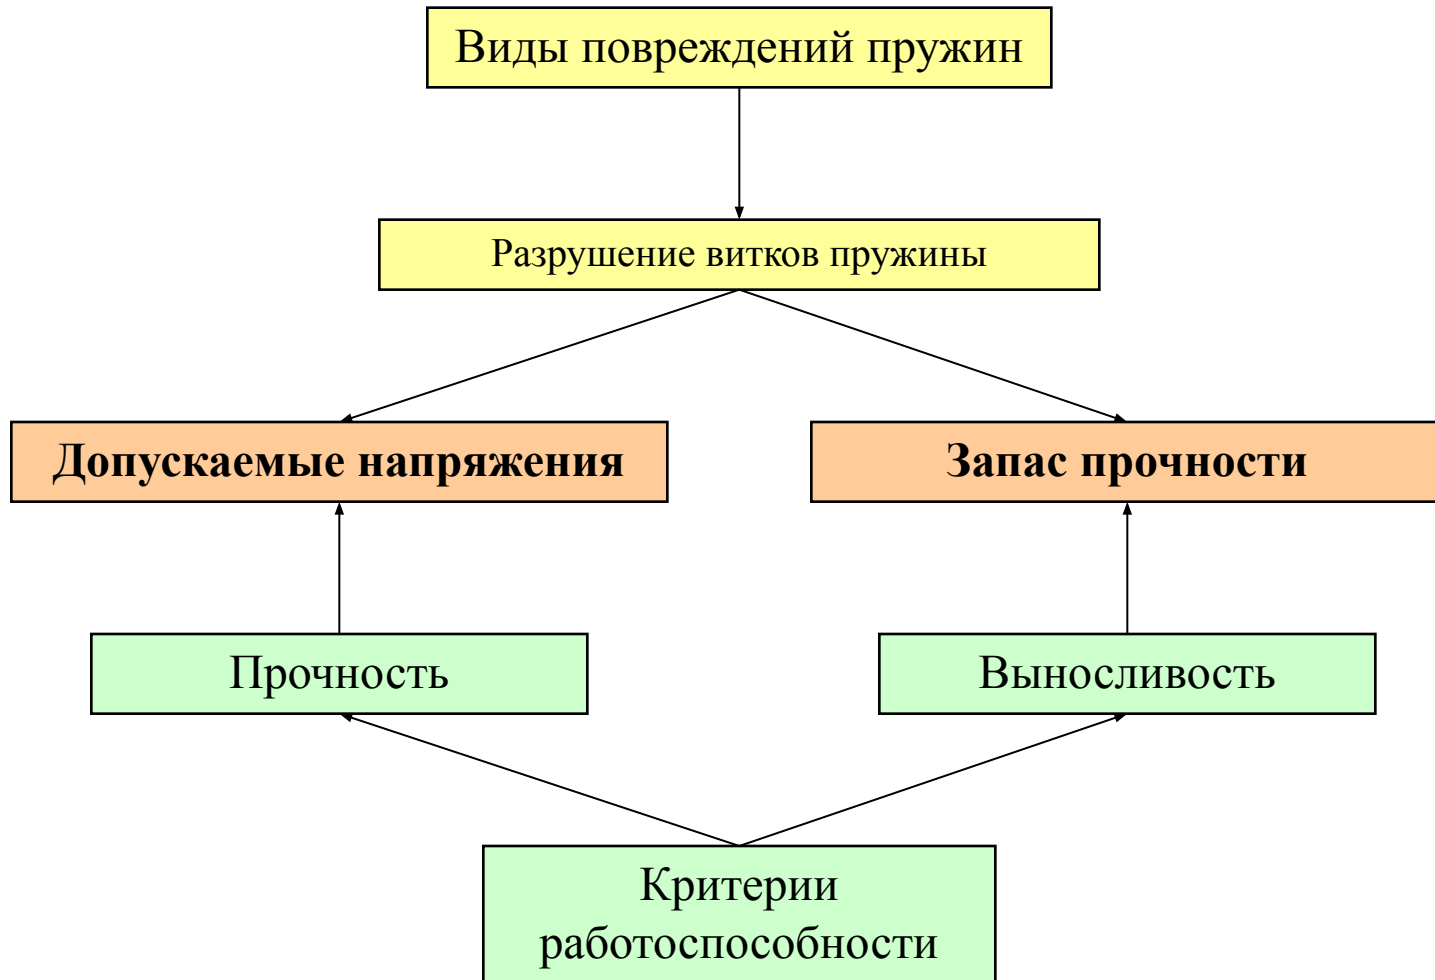 Виды повреждений пружин
Разрушение витков пружины
Допускаемые напряжения
Запас прочности
Прочность
Выносливость
Критерии
работоспособности